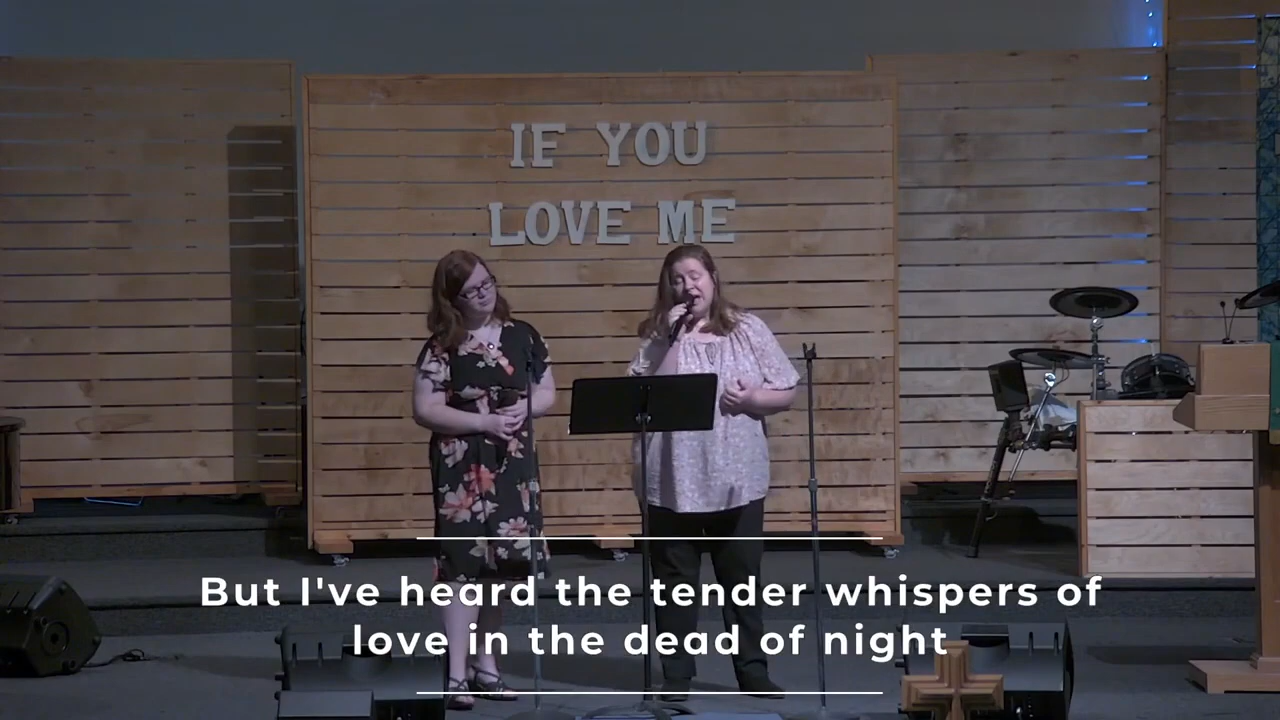 IF YOU
LOVE ME
But I've heard the tender whispers of
love in the dead of night